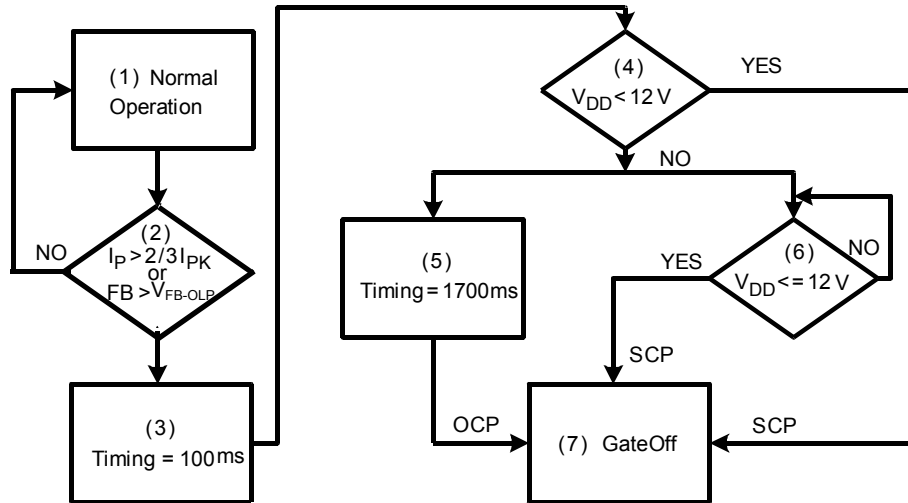 (1) Normal
Operation
NO
(2)
IP > 2/3 IPK
or
FB > VFB-OLP
(3)
Timing = 100ms
(4)
VDD < 12 V
YES
NO
(5)
Timing = 1700ms
(6)
VDD <= 12 V
YES
NO
SCP
OCP
SCP
(7) GateOff